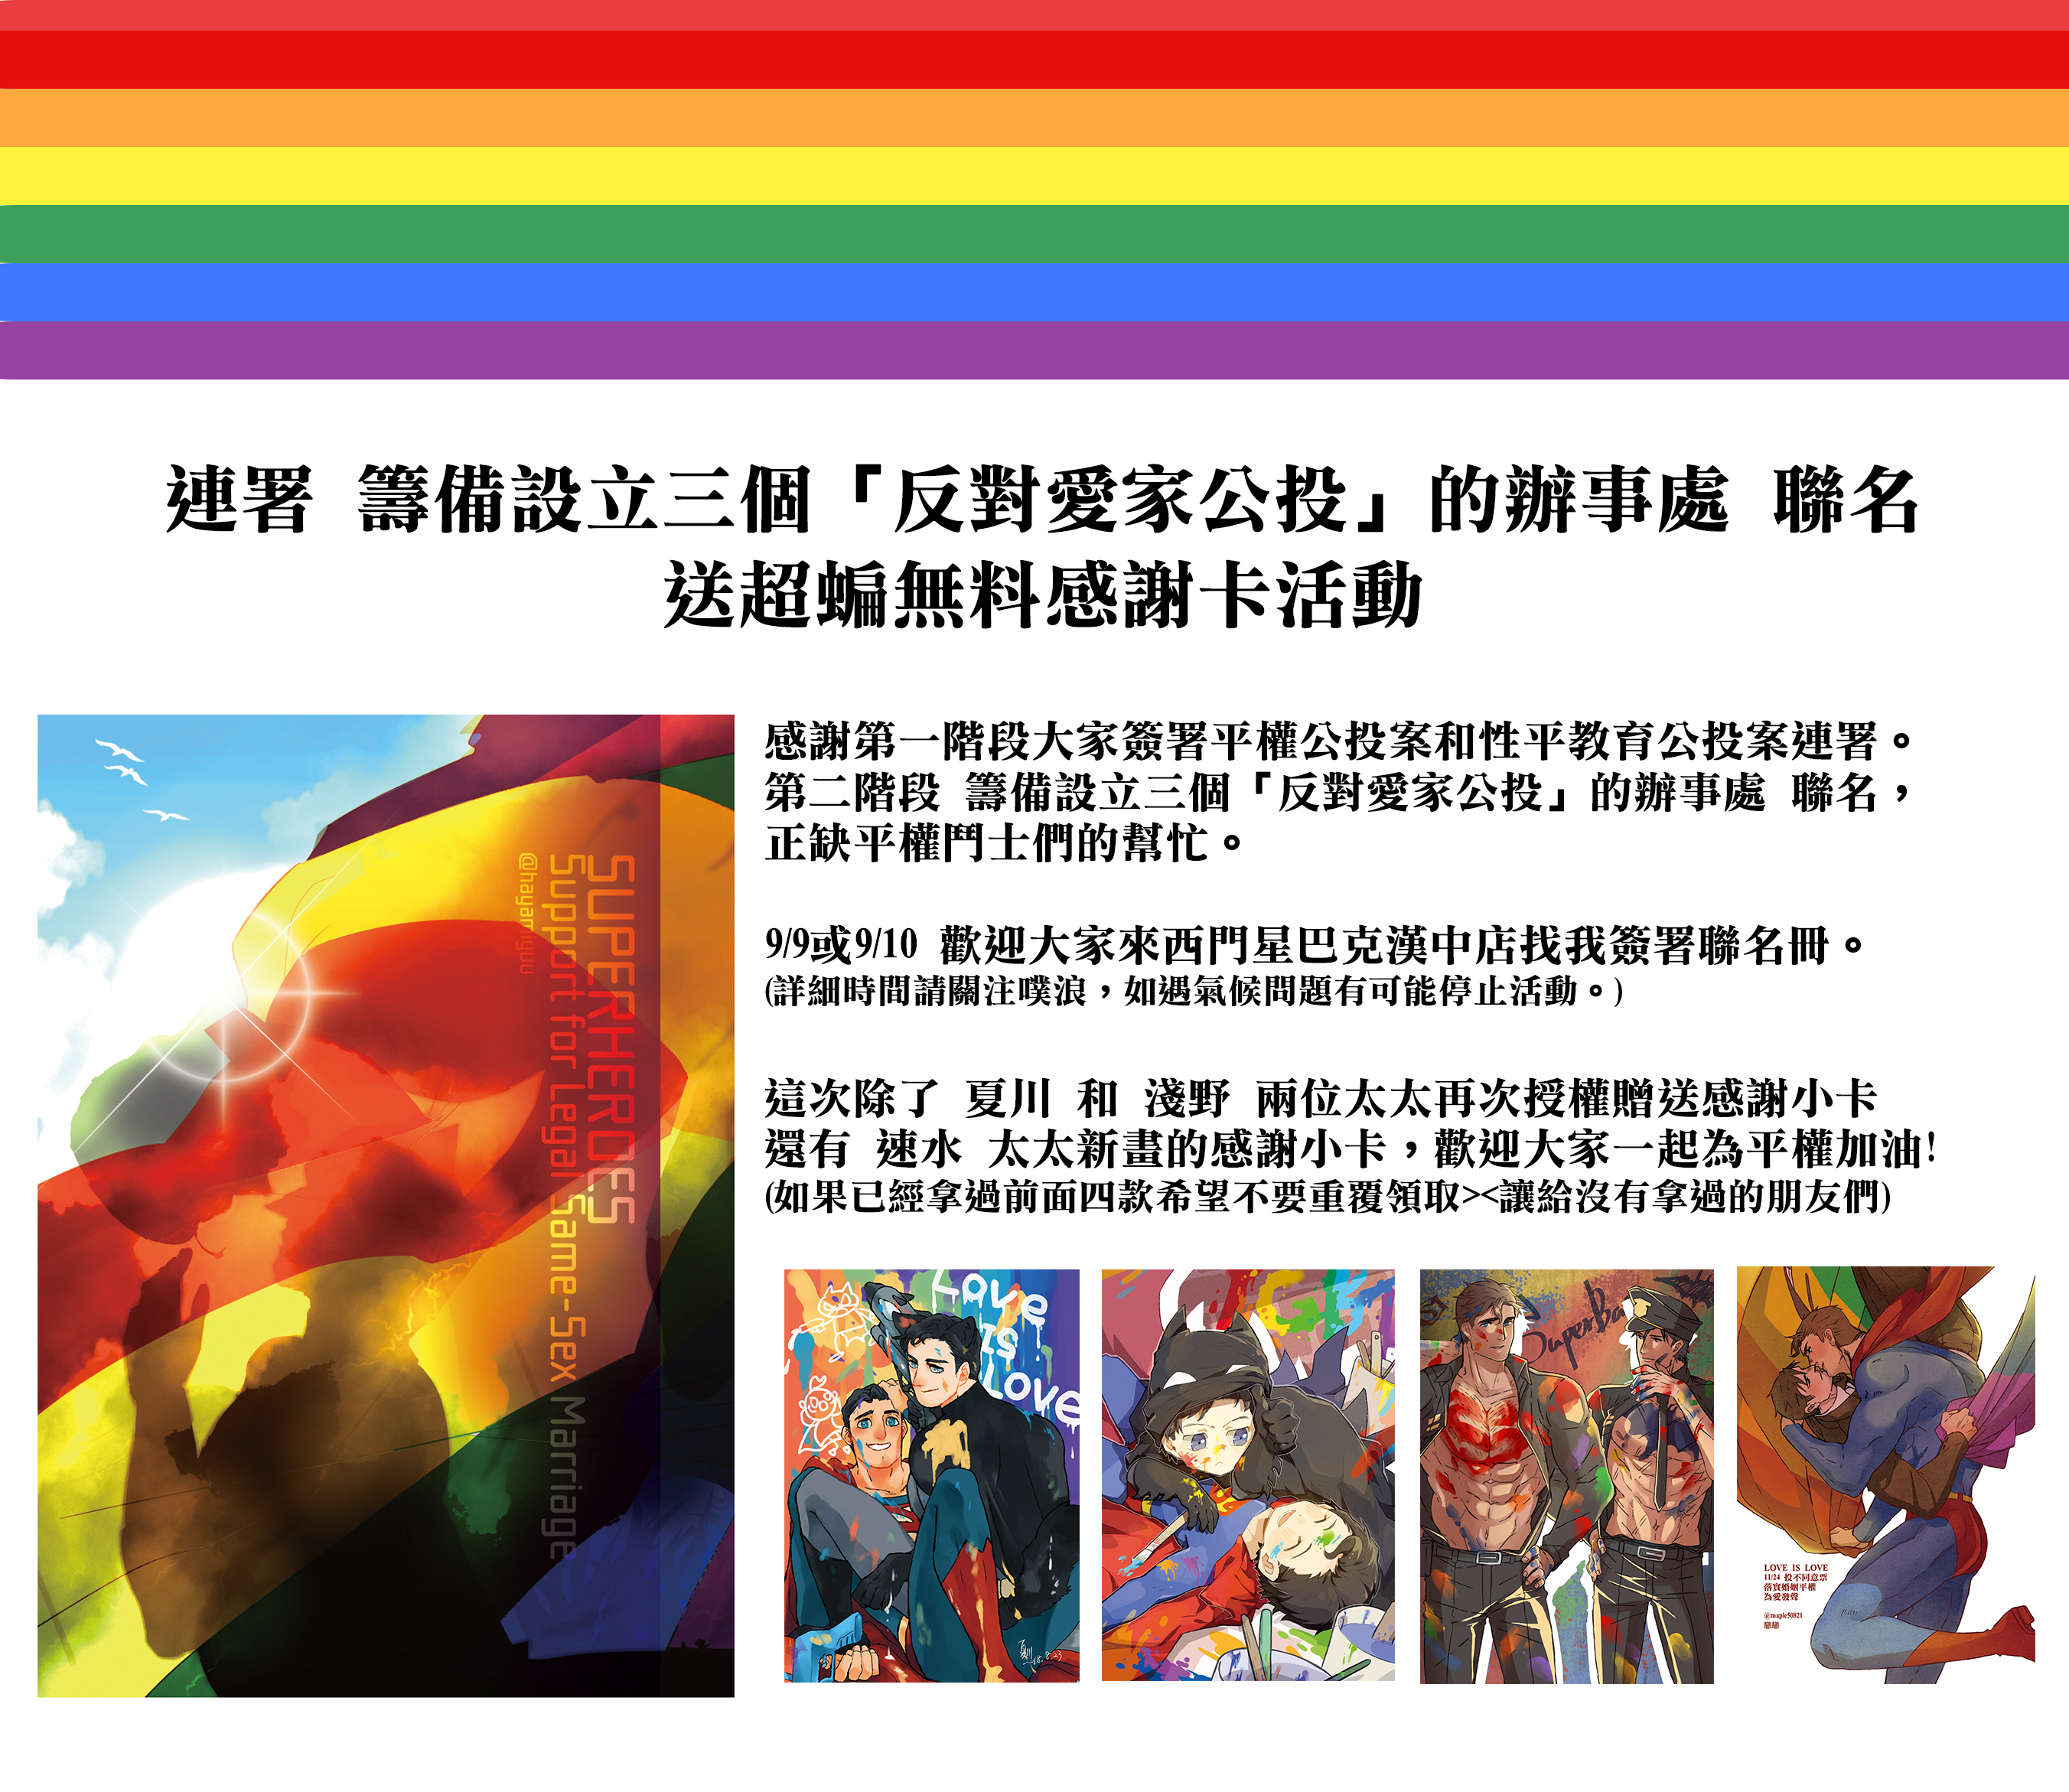 連署 籌備設立三個「反對愛家公投」的辦事處 聯名
送超蝙無料感謝卡活動
感謝第一階段大家簽署平權公投案和性平教育公投案連署。
第二階段 籌備設立三個「反對愛家公投」的辦事處 聯名，
正缺平權鬥士們的幫忙。
9/9或9/10 歡迎大家來西門星巴克漢中店找我簽署聯名冊。
(詳細時間請關注噗浪，如遇氣候問題有可能停止活動。)
這次除了 夏川 和 淺野 兩位太太再次授權贈送感謝小卡
還有 速水 太太新畫的感謝小卡，歡迎大家一起為平權加油!
(如果已經拿過前面四款希望不要重覆領取><讓給沒有拿過的朋友們)
SUPERHEROES
Support for Legal Same-Sex Marriage
@hayamiyuu
Love
IS
Love
夏川
'18.8.23
SuperBa
LOVE IS LOVE
11/24 投不同意票
落實婚姻平權
為愛發聲
@maple50821
戀戀